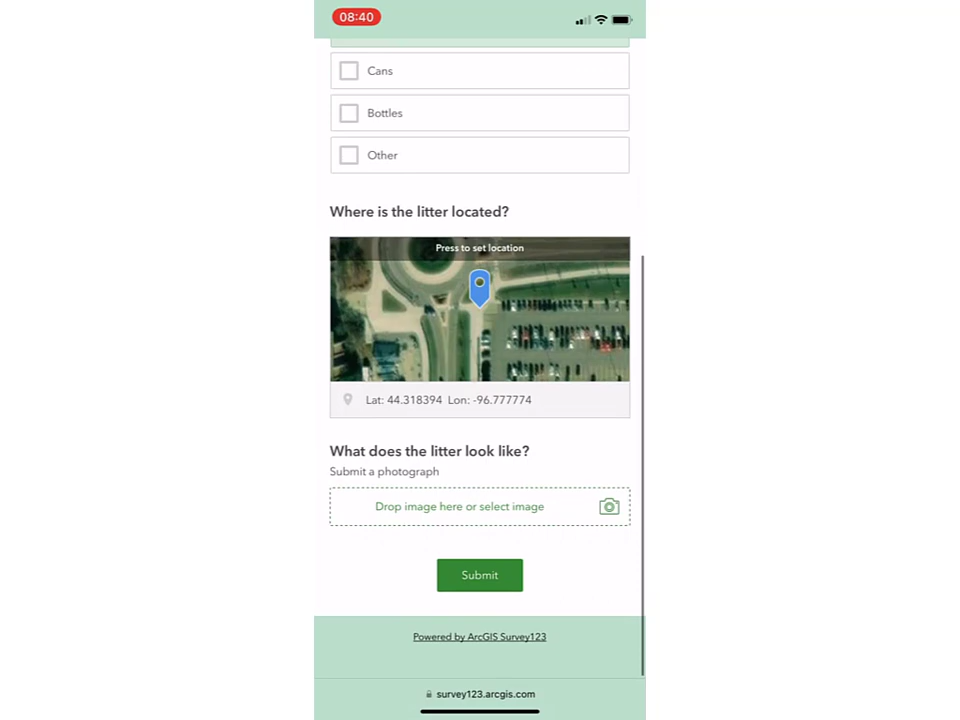 08:40
Cans
Bottles
Other
Where is the litter located?
Press to set location
Lat: 44.318394 Lon: -96.777774
What does the litter look like?
Submit a photograph
Drop image here or select image
Submit
Powered by ArcGIS Survey123
survey123.arcgis.com